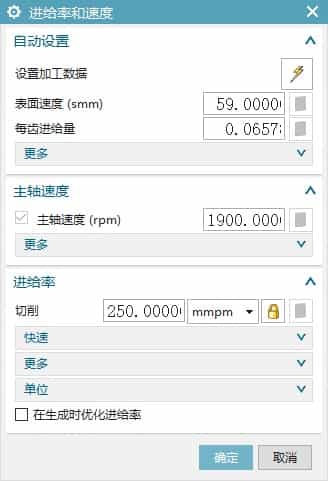 进给率和速度
自动设置
设置加工数据
表面速度 (smm) 59.0000
每齿进给量 0.0657
更多
主轴速度
主轴速度 (rpm) 1900.000
更多
进给率
切削 250.0000 mmpm
快速
更多
单位
在生成时优化进给率
确定 取消